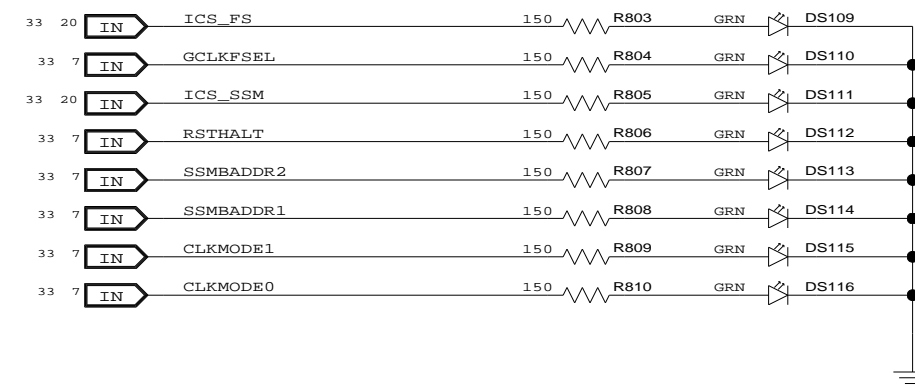 33 20 IN ICS_FS 150 R803 GRN DS109
33 7 IN GCLKFSEL 150 R804 GRN DS110
33 20 IN ICS_SSM 150 R805 GRN DS111
33 7 IN RSTHALT 150 R806 GRN DS112
33 7 IN SSMBADDR2 150 R807 GRN DS113
33 7 IN SSMBADDR1 150 R808 GRN DS114
33 7 IN CLKMODE1 150 R809 GRN DS115
33 7 IN CLKMODE0 150 R810 GRN DS116